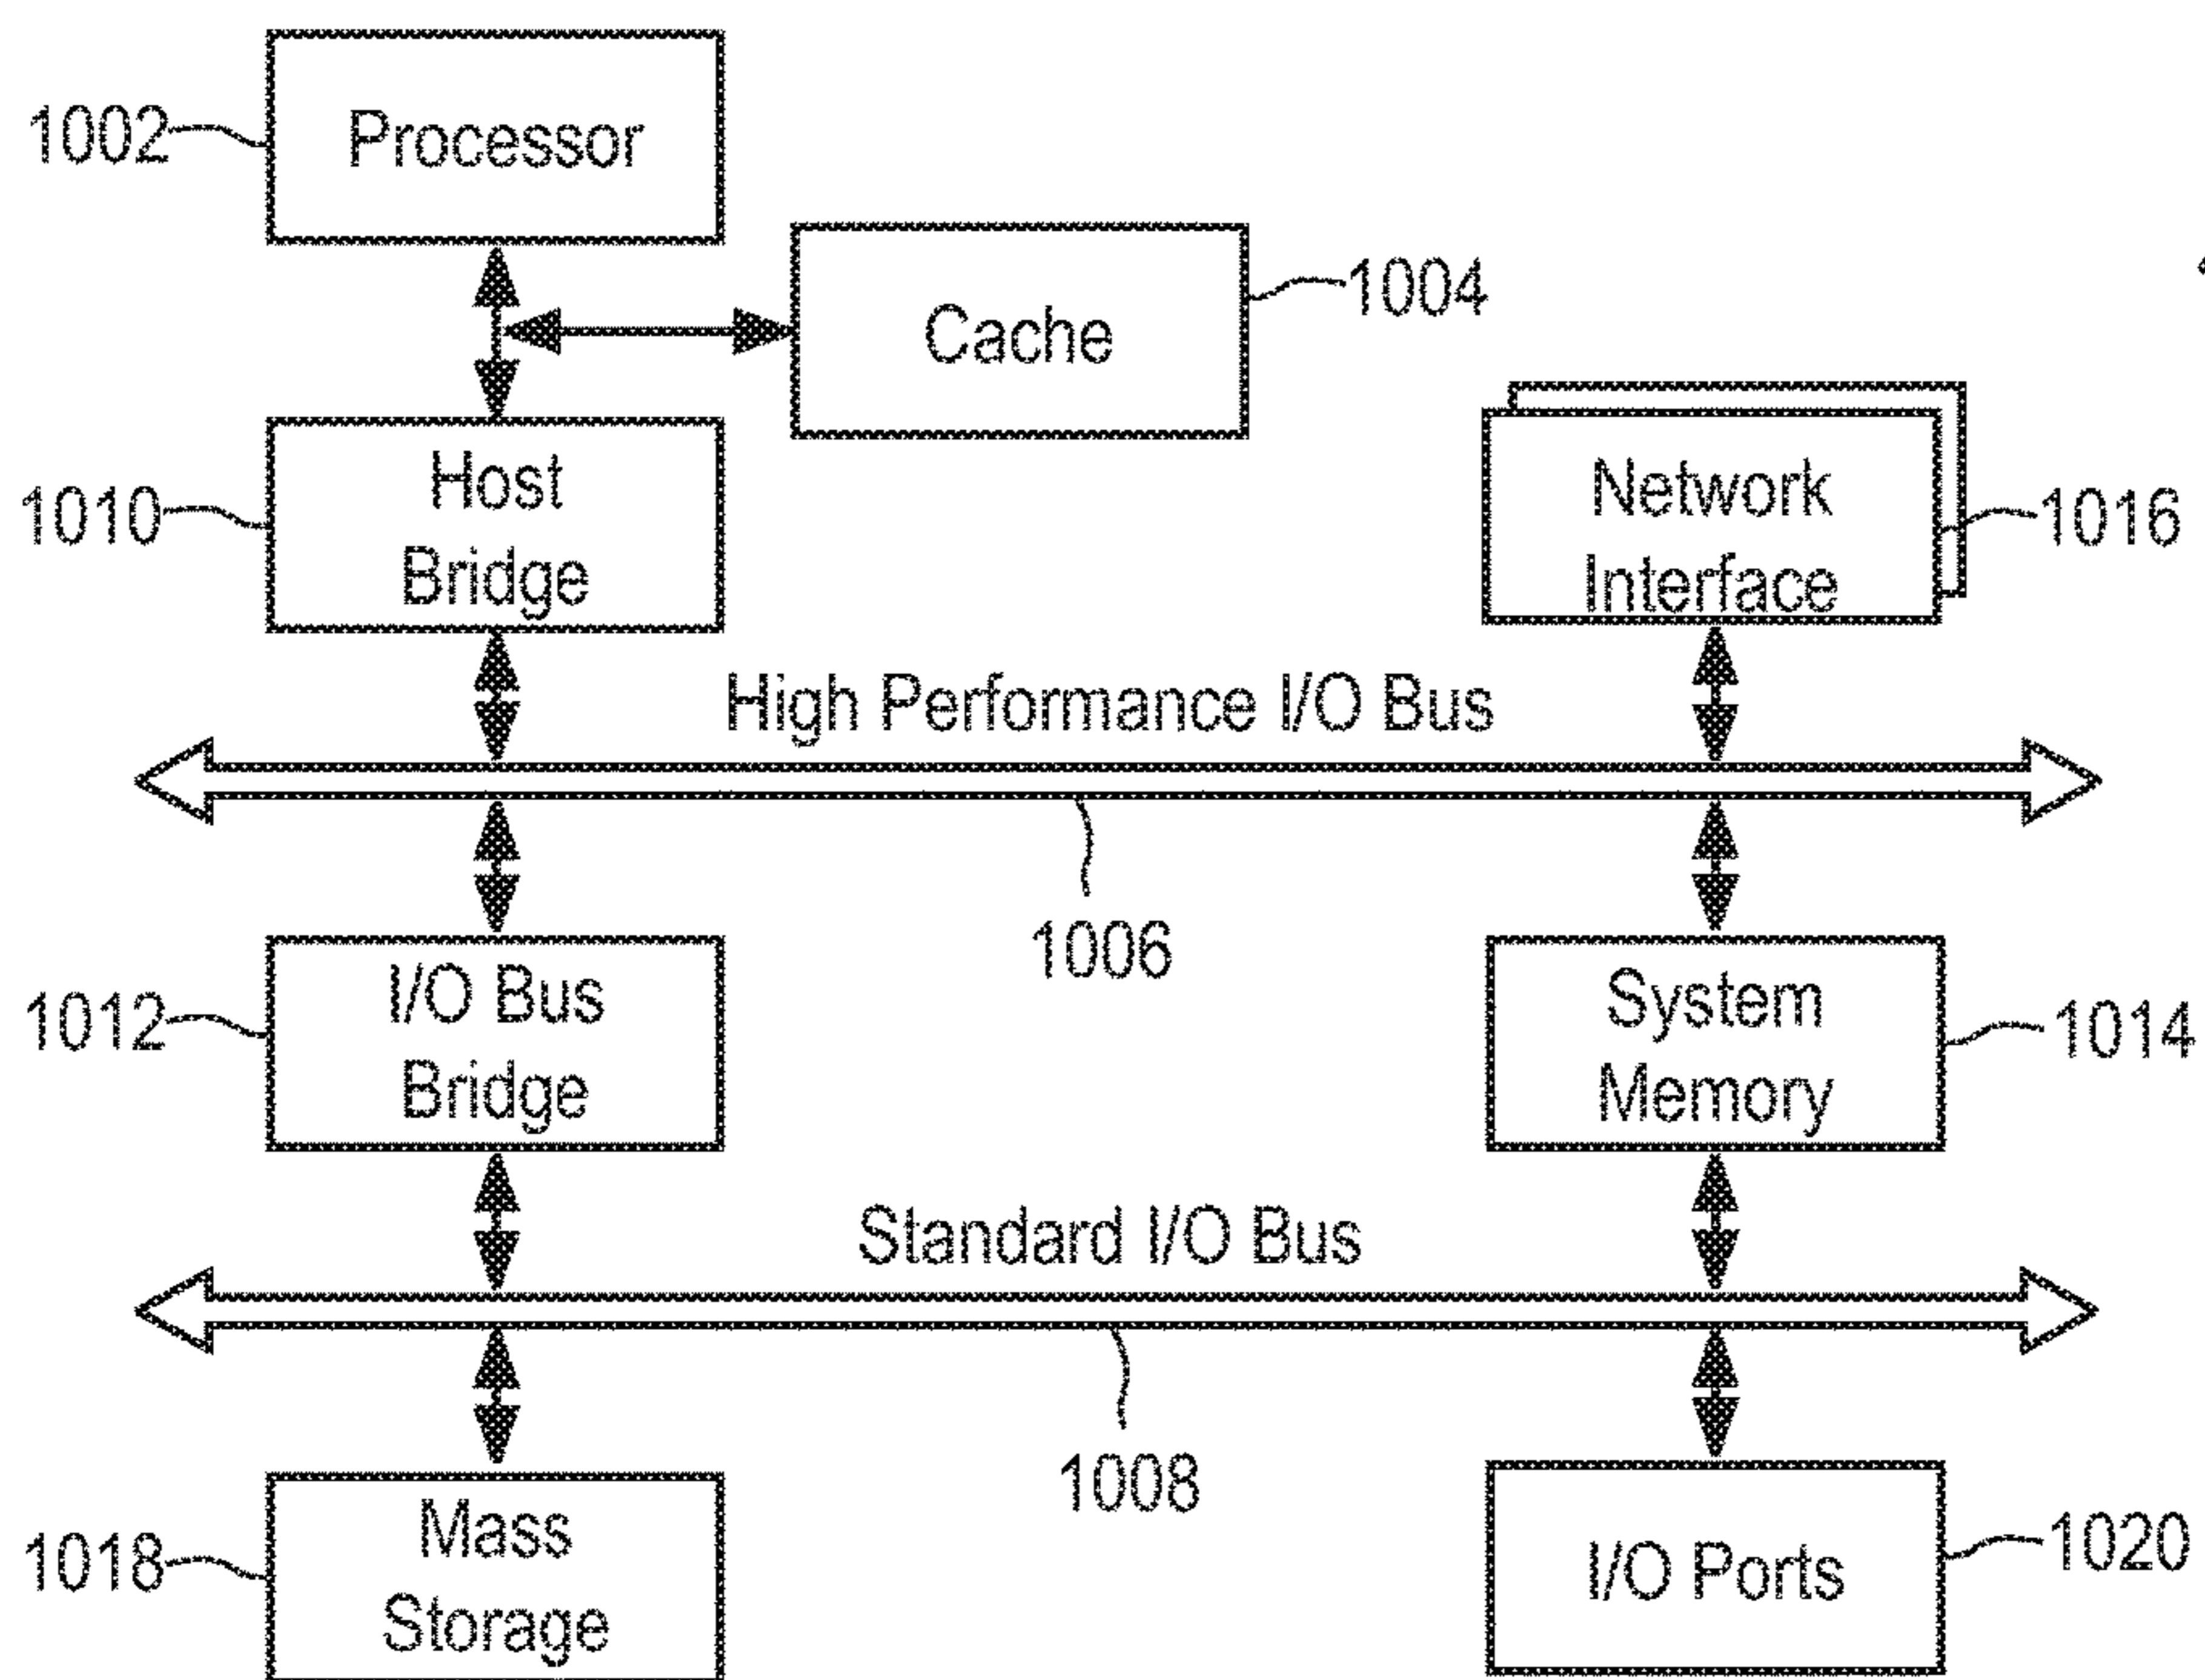 1002
Processor
Cache
1004
1010
Host
Bridge
Network
Interface
1016
High Performance I/O Bus
1006
1012
I/O Bus
Bridge
System
Memory
1014
Standard I/O Bus
1008
1018
Mass
Storage
I/O Ports
1020